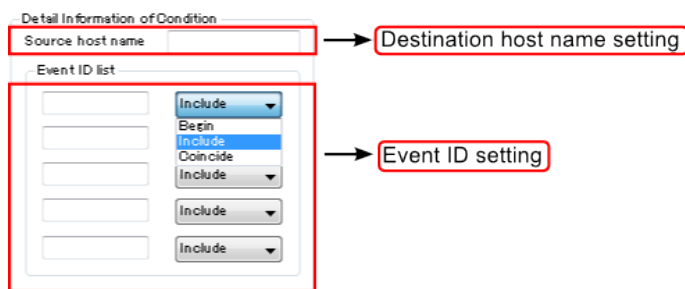 Detail Information of Condition
Source host name
Destination host name setting
Event ID list
Include
Begin
Include
Coincide
Event ID setting
Include
Include
Include